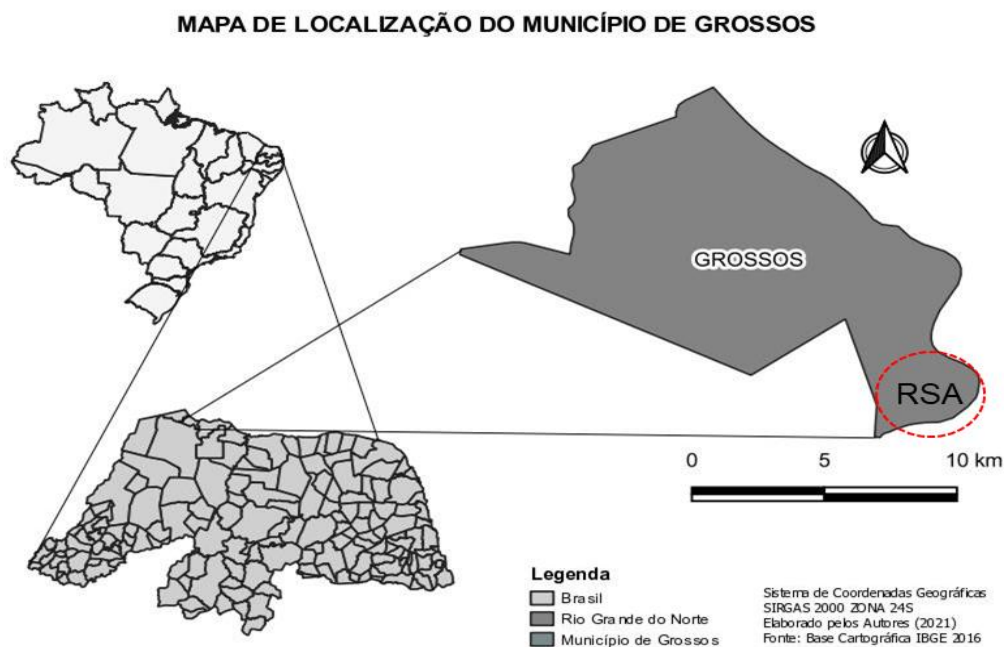 MAPA DE LOCALIZAÇÃO DO MUNICÍPIO DE GROSSOS
GROSSOS
RSA
0 5 10 km
Legenda
Brasil
Rio Grande do Norte
Município de Grossos
Sistema de Coordenadas Geográficas
SIRGAS 2000 ZONA 24S
Elaborado pelos Autores (2021)
Fonte: Base Cartográfica IBGE 2016